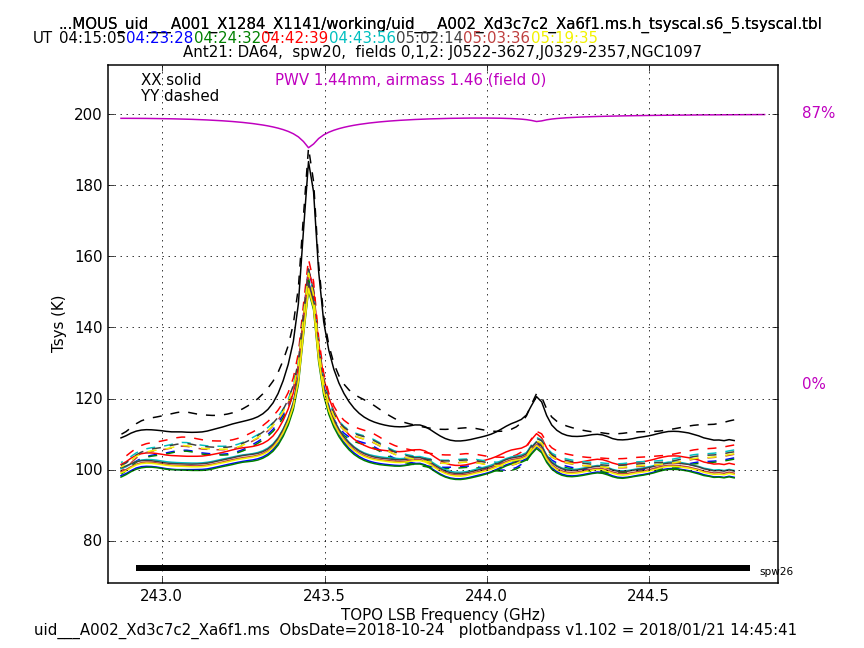 ...MOUS_uid___A001_X1284_X1141/working/uid___A002_Xd3c7c2_Xa6f1.ms.h_tsyscal.s6_5.tsyscal.tbl
UT 04:15:05 04:23:28 04:24:32 04:42:39 04:43:56 05:02:14 05:03:36 05:19:35
Ant21: DA64, spw20, fields 0,1,2: J0522-3627,J0329-2357,NGC1097
XX solid
PWV 1.44mm, airmass 1.46 (field 0)
YY dashed
87%
0%
200
180
160
140
120
100
80
Tsys (K)
spw26
243.0 243.5 244.0 244.5
TOPO LSB Frequency (GHz)
uid___A002_Xd3c7c2_Xa6f1.ms ObsDate=2018-10-24 plotbandpass v1.102 = 2018/01/21 14:45:41